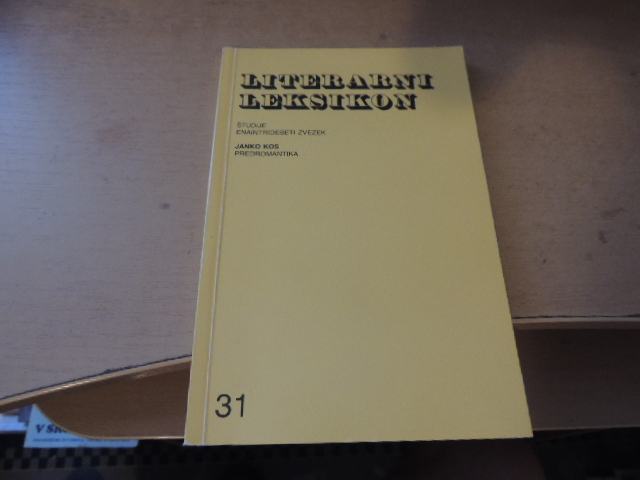 LITERARNI
LEKSIKON
ŠTUDIJE
ENAINTRIDESETI ZVEZEK
JANKO KOS
PREDROMANTIKA
31